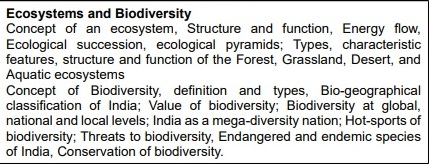 Ecosystems and Biodiversity
Concept of an ecosystem, Structure and function, Energy flow,
Ecological succession, ecological pyramids; Types, characteristic
features, structure and function of the Forest, Grassland, Desert, and
Aquatic ecosystems
Concept of Biodiversity, definition and types, Bio-geographical
classification of India; Value of biodiversity; Biodiversity at global,
national and local levels; India as a mega-diversity nation; Hot-sports of
biodiversity; Threats to biodiversity, Endangered and endemic species
of India, Conservation of biodiversity.